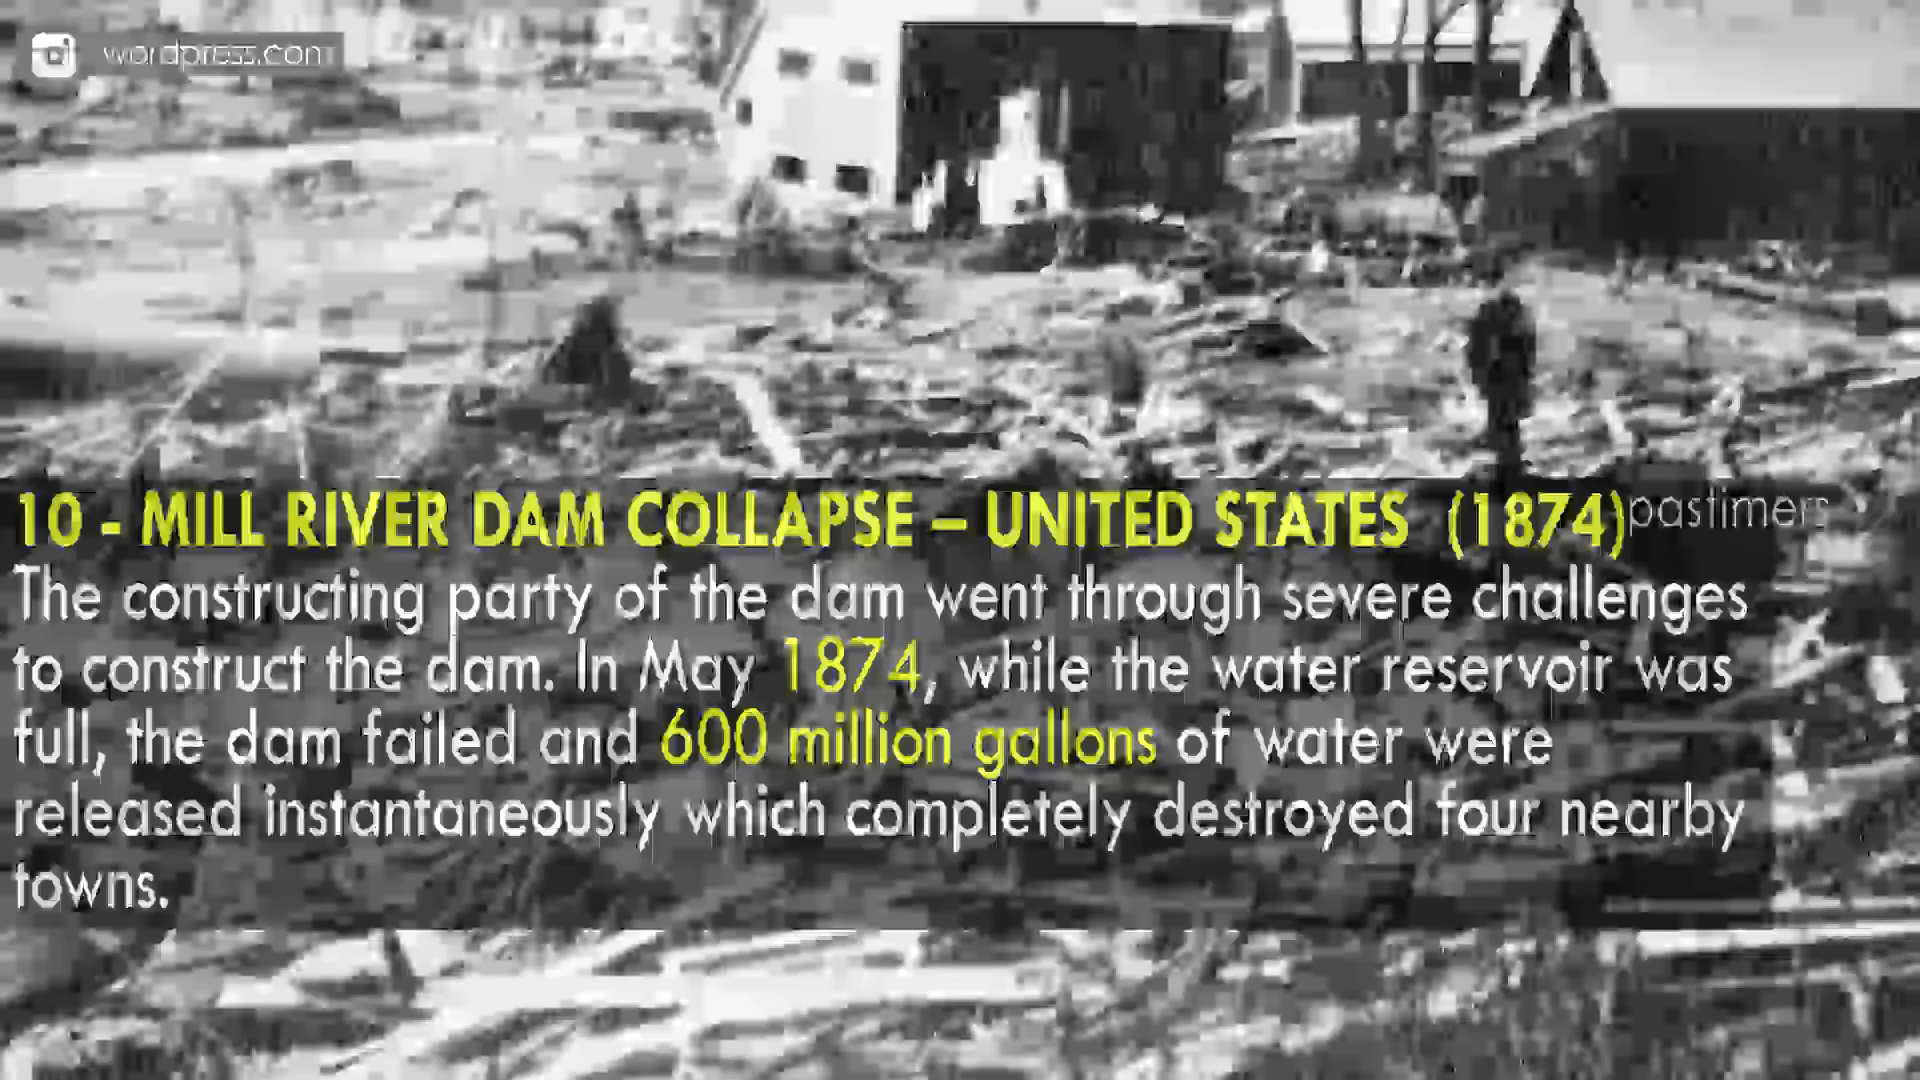 wordpress.com
10 - MILL RIVER DAM COLLAPSE – UNITED STATES (1874)
pastimers
The constructing party of the dam went through severe challenges
to construct the dam. In May 1874, while the water reservoir was
full, the dam failed and 600 million gallons of water were
released instantaneously which completely destroyed four nearby
towns.